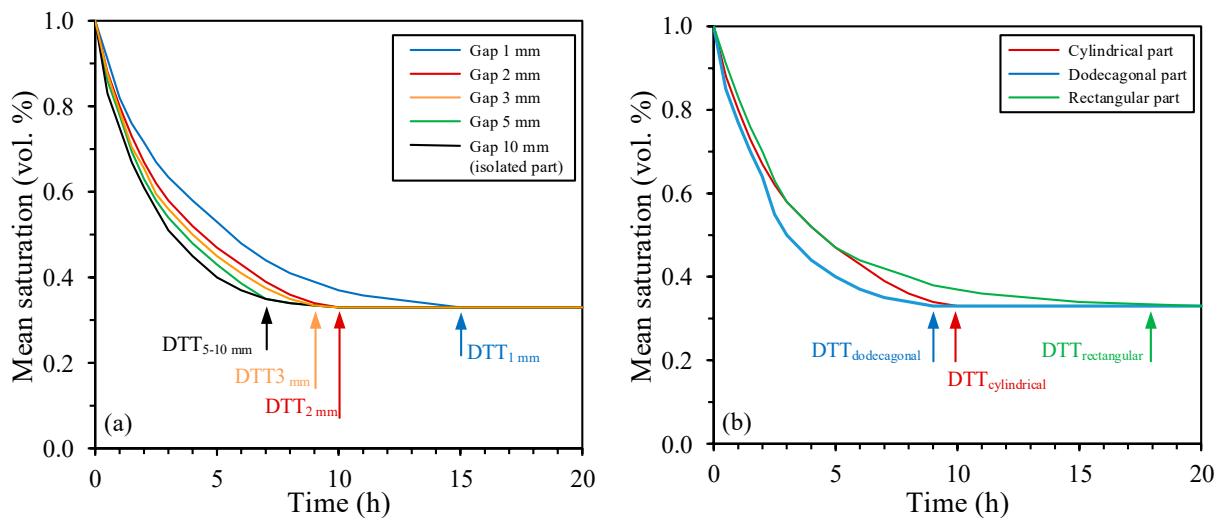 Mean saturation (vol. %)
1.0
0.8
0.6
0.4
0.2
0.0
Gap 1 mm
Gap 2 mm
Gap 3 mm
Gap 5 mm
Gap 10 mm
(isolated part)
DTT5-10 mm
DTT3 mm
DTT2 mm
DTT1 mm
(a)
0 5 10 15 20
Time (h)
Mean saturation (vol. %)
1.0
0.8
0.6
0.4
0.2
0.0
Cylindrical part
Dodecagonal part
Rectangular part
DTTdodecagonal
DTTcylindrical
DTTrectangular
(b)
0 5 10 15 20
Time (h)